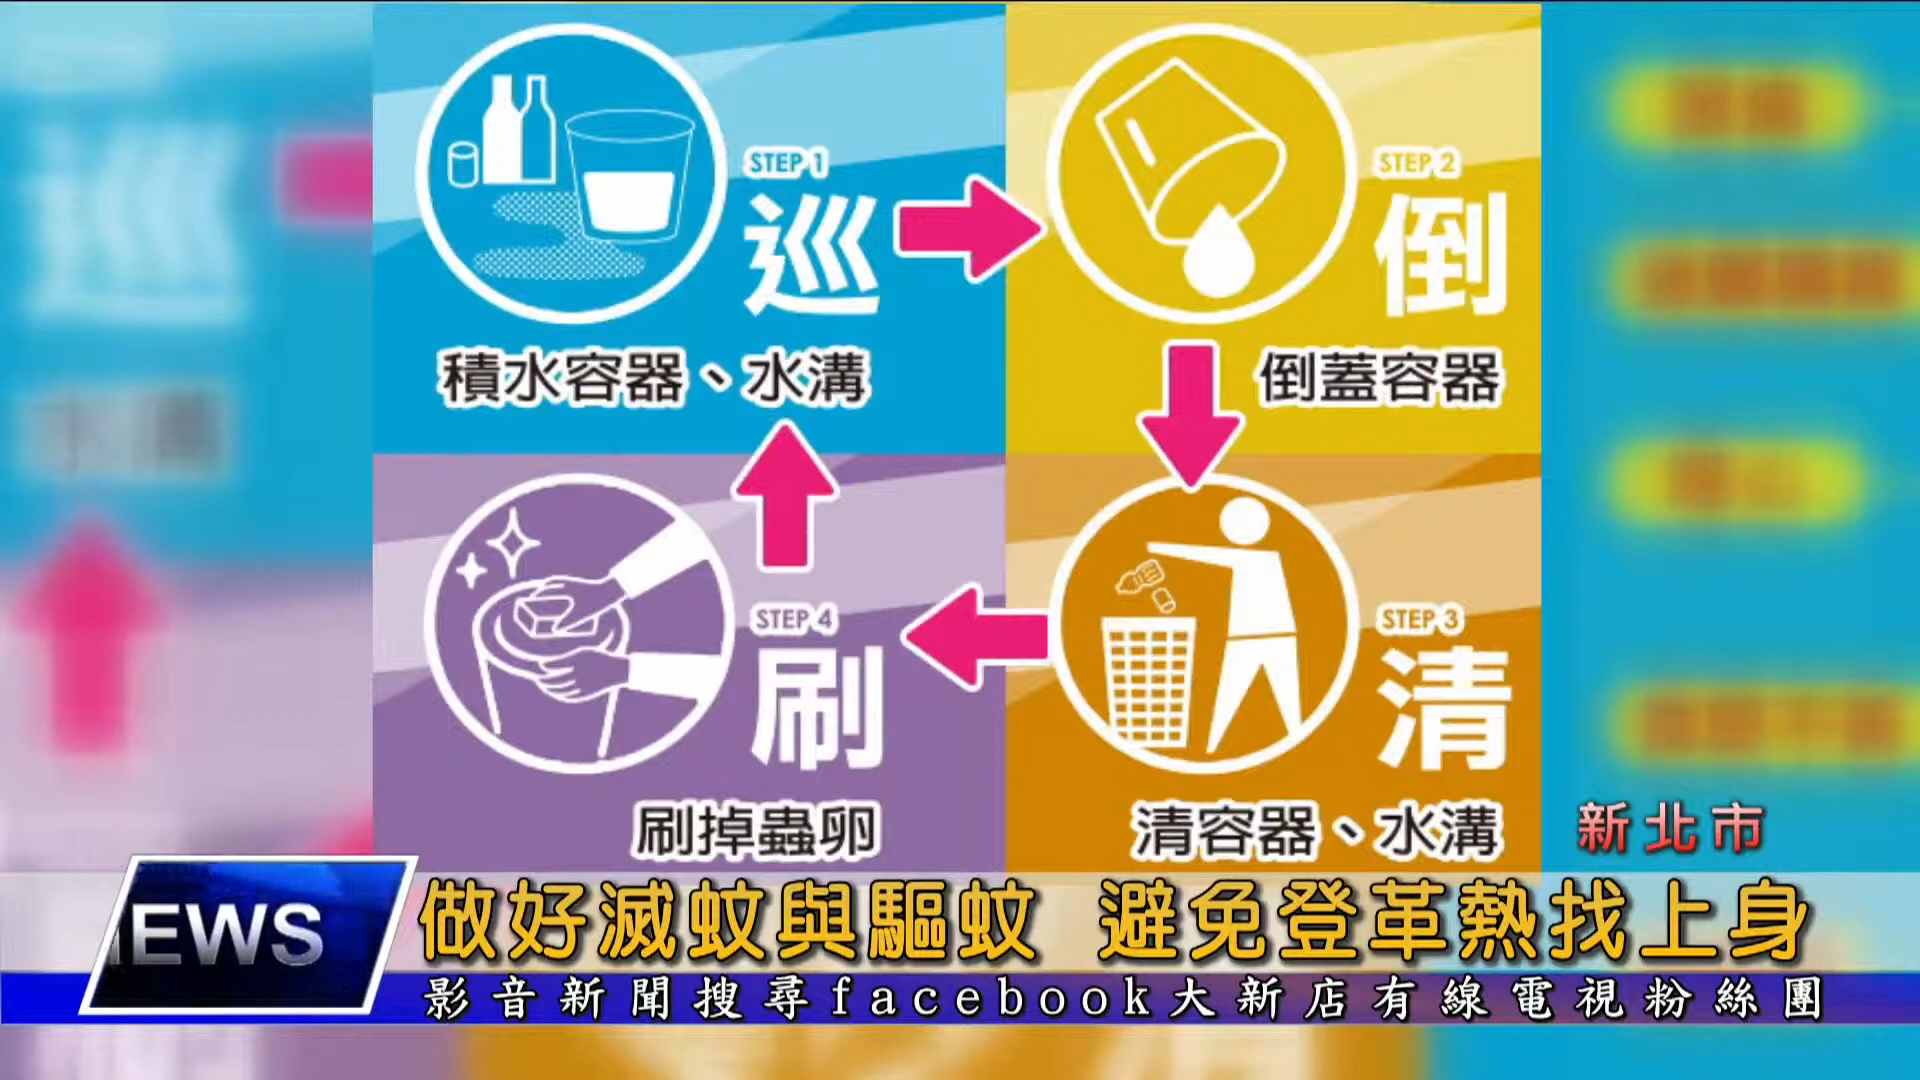 STEP 1
巡
積水容器、水溝
STEP 2
倒
倒蓋容器
STEP 4
刷
刷掉蟲卵
STEP 3
清
清容器、水溝
新北市
EWS
做好滅蚊與驅蚊 避免登革熱找上身
影音新聞搜尋facebook大新店有線電視粉絲團